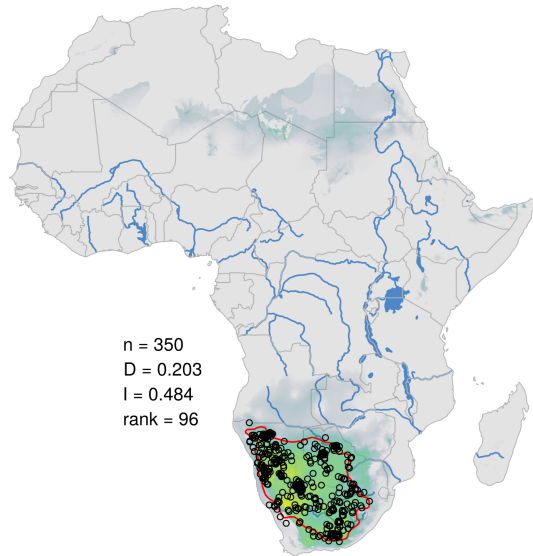 n = 350
D = 0.203
I = 0.484
rank = 96